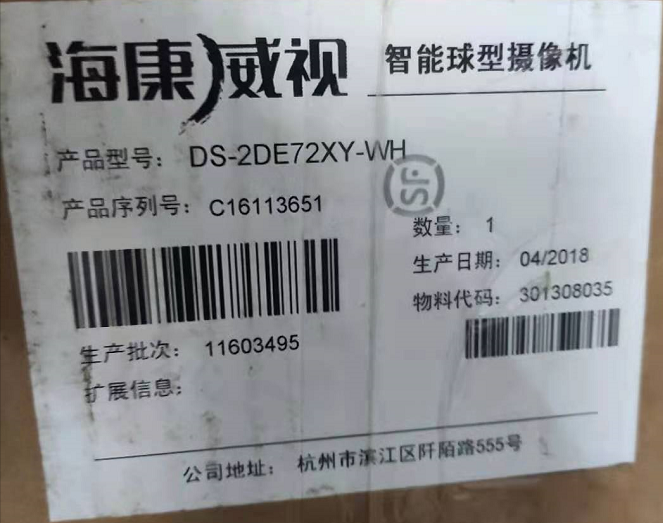 海康威视
智能球型摄像机
产品型号: DS-2DE72XY-WH
SF
产品序列号: C16113651
数量: 1
生产日期: 04/2018
物料代码: 301308035
生产批次: 11603495
扩展信息:
公司地址: 杭州市滨江区阡陌路555号